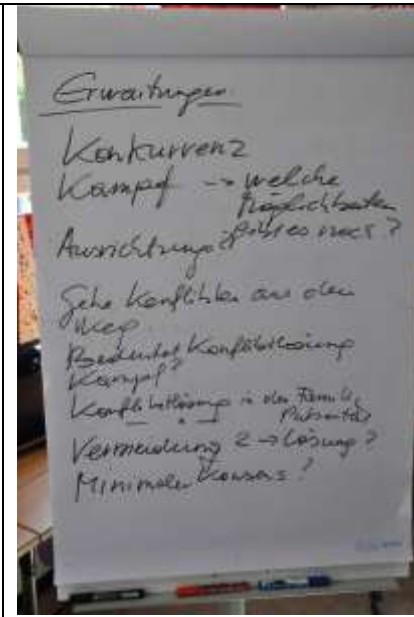 Erwartungen
Konkurrenz
Kampf -> welche
Möglichkeiten
gibt es noch?
Gehe Konflikten aus dem
Weg
Bedeutet Konfliktlösung
Kampf?
Konfliktlösung in der Familie
Vermeidung 2 -> Lösung?
Minimaler Konsens?